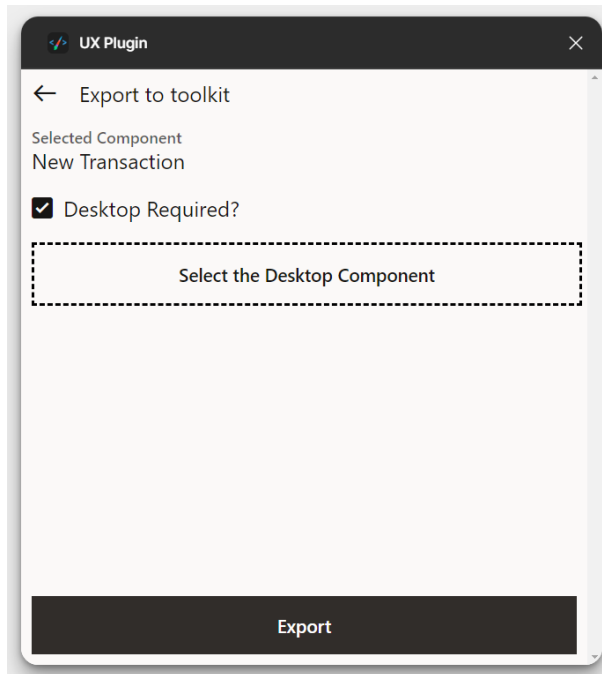 UX Plugin
Export to toolkit
Selected Component
New Transaction
Desktop Required?
Select the Desktop Component
Export